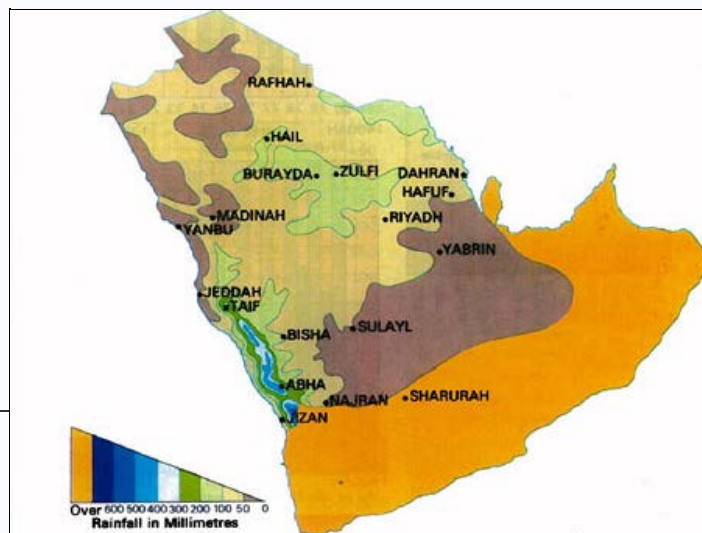 RAFHAH
HAIL
BURAYDA ZULFI DAHRAN
HAFUF
MADINAH RIYADH
YANBU
YABRIN
JEDDAH
TAIF
BISHA SULAYL
ABHA
NAJRAN SHARURAH
JIZAN
Over 600 500 400 300 200 100 50 0
Rainfall in Millimetres